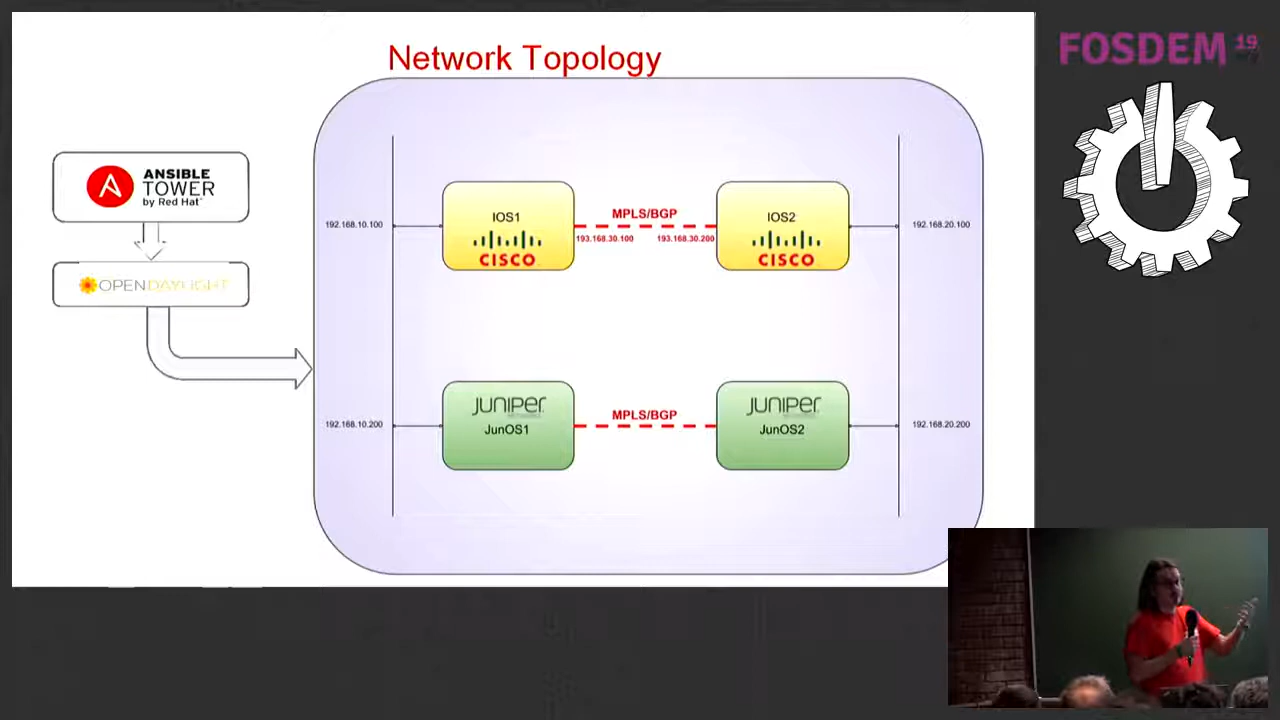 Network Topology
FOSDEM 19
ANSIBLE
TOWER
by Red Hat
OPENDAYLIGHT
192.168.10.100
IOS1
CISCO
MPLS/BGP
193.168.30.100
193.168.30.200
IOS2
CISCO
192.168.20.100
192.168.10.200
JUNIPER
JunOS1
MPLS/BGP
JUNIPER
JunOS2
192.168.20.200